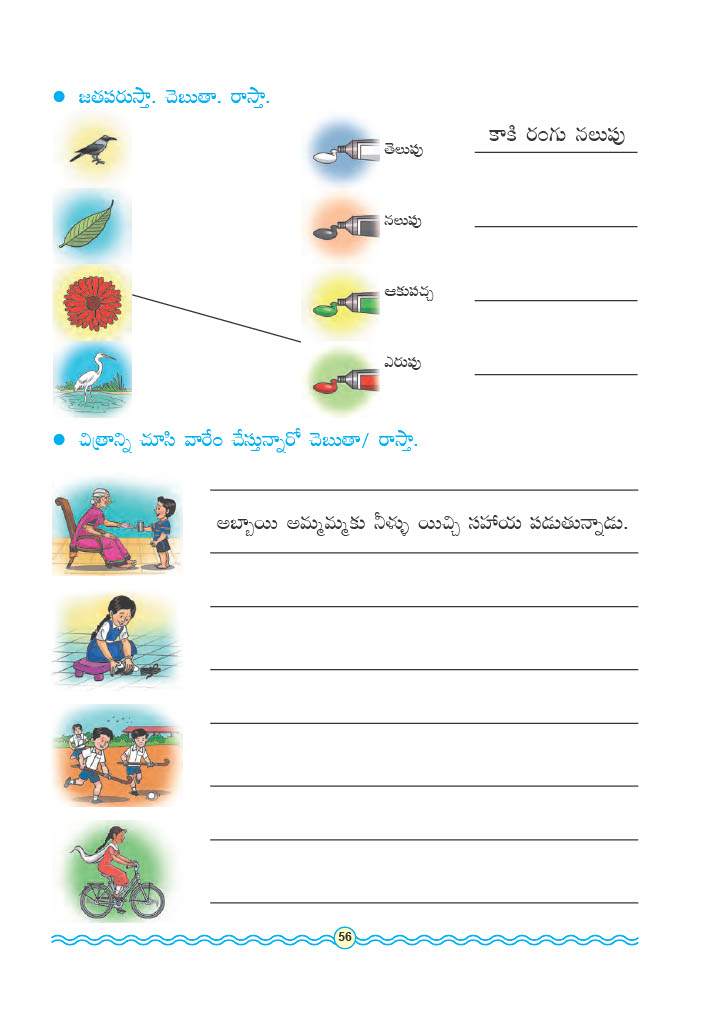 ● జతపరుస్తా. చెబుతా. రాస్తా.
తెలుపు
కాకి రంగు నలుపు
నలుపు
ఆకుపచ్చ
ఎరుపు
● చిత్రాన్ని చూసి వారేం చేస్తున్నారో చెబుతా/ రాస్తా.
అబ్బాయి అమ్మమ్మకు నీళ్ళు యిచ్చి సహాయ పడుతున్నాడు.
56